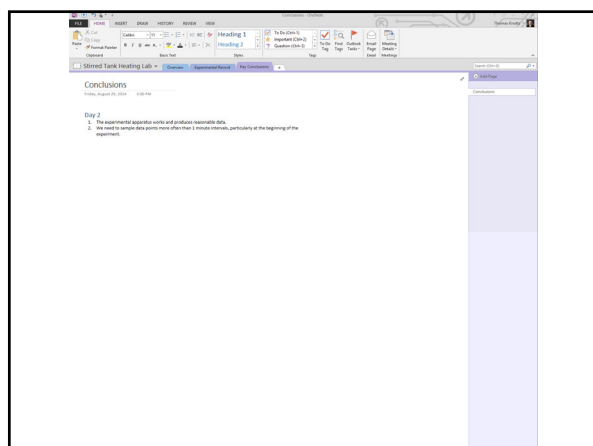 Conclusions - OneNote
FILE HOME INSERT DRAW HISTORY REVIEW VIEW
Thomas Knotts
Paste
Cut
Copy
Format Painter
Clipboard
Calibri 11
Basic Text
Heading 1
Heading 2
Styles
To Do (Ctrl+1)
Important (Ctrl+2)
Question (Ctrl+3)
To Do Tag
Find Tags
Outlook Tasks
Tags
Email Page
Email
Meeting Details
Meetings
Stirred Tank Heating Lab
Overview
Experimental Record
Key Conclusions
Search (Ctrl+E)
Add Page
Conclusions
Conclusions
Friday, August 29, 2014 3:00 PM
Day 2
1. The experimental apparatus works and produces reasonable data.
2. We need to sample data points more often than 1 minute intervals, particularly at the beginning of the
experiment.